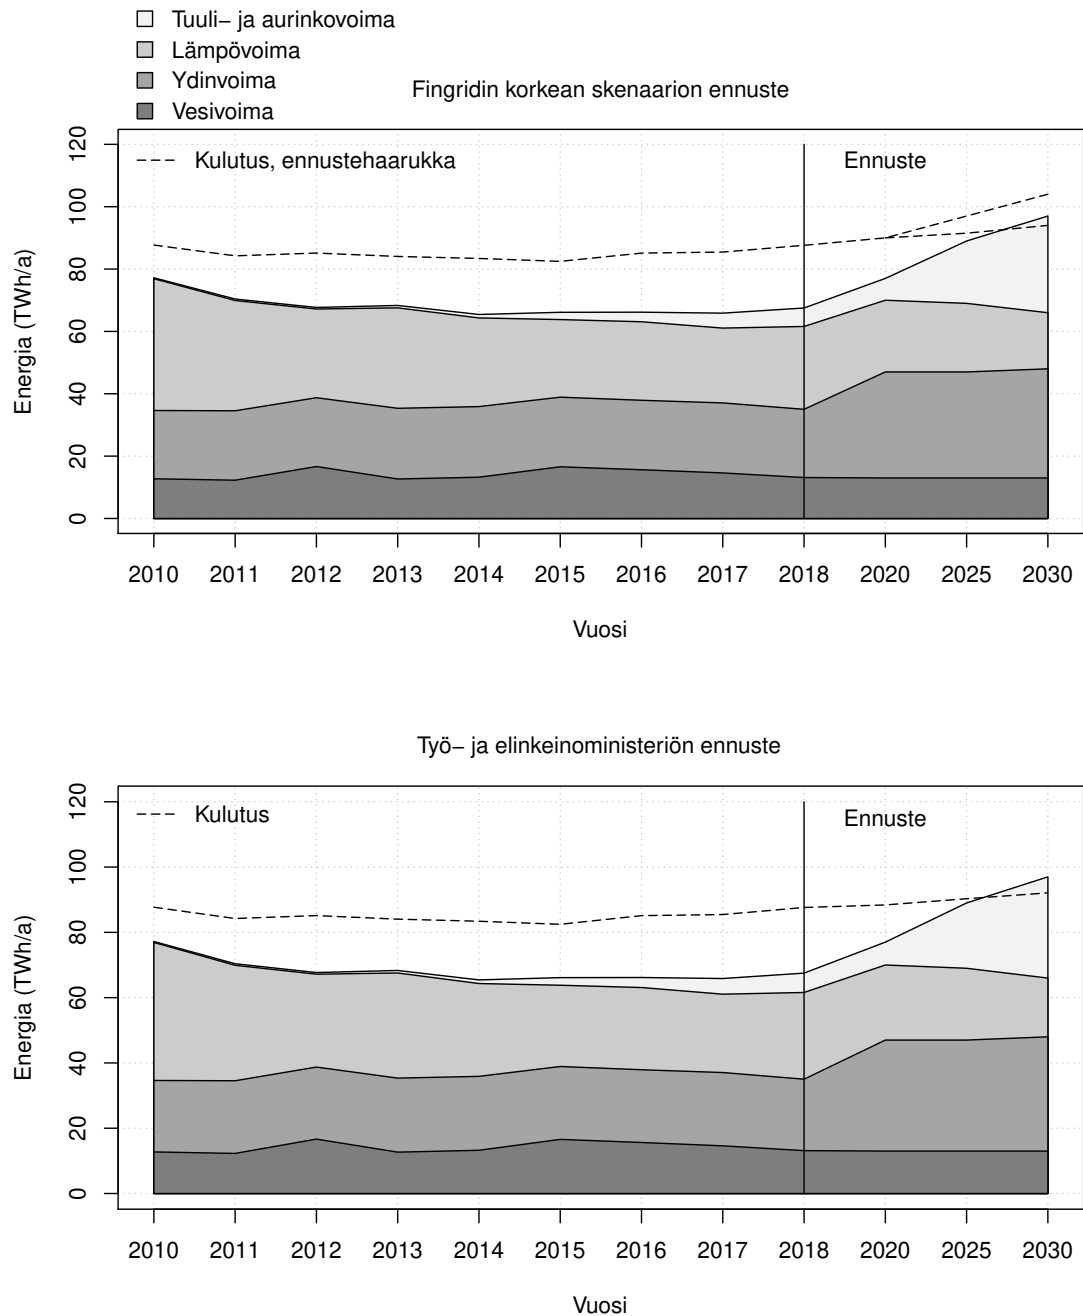 Tuuli− ja aurinkovoima
Lämpövoima
Ydinvoima
Vesivoima
Fingridin korkean skenaarion ennuste
Kulutus, ennustehaarukka
Ennuste
Energia (TWh/a)
120
100
80
60
40
20
0
2010 2011 2012 2013 2014 2015 2016 2017 2018 2020 2025 2030
Vuosi
Työ− ja elinkeinoministeriön ennuste
Kulutus
Ennuste
Energia (TWh/a)
120
100
80
60
40
20
0
2010 2011 2012 2013 2014 2015 2016 2017 2018 2020 2025 2030
Vuosi